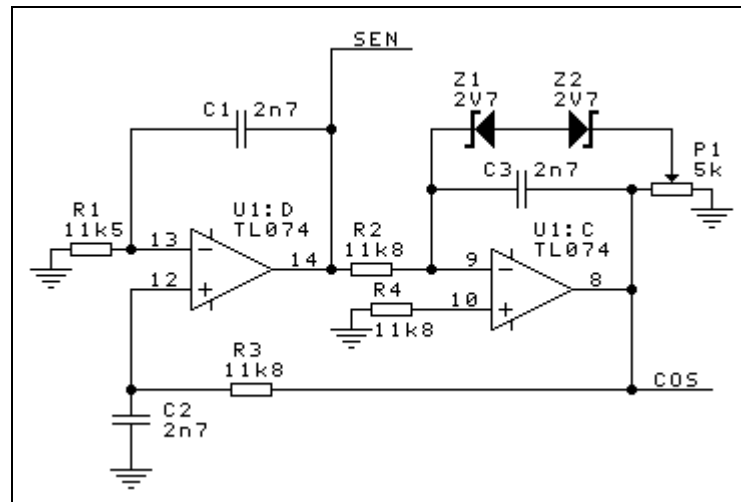 SEN
Z1
2V7
Z2
2V7
C1 2n7
P1
5k
C3 2n7
R1
11k5
U1:D
TL074
R2
11k8
U1:C
TL074
13
14
12
9
8
R4
10
11k8
R3
11k8
COS
C2
2n7